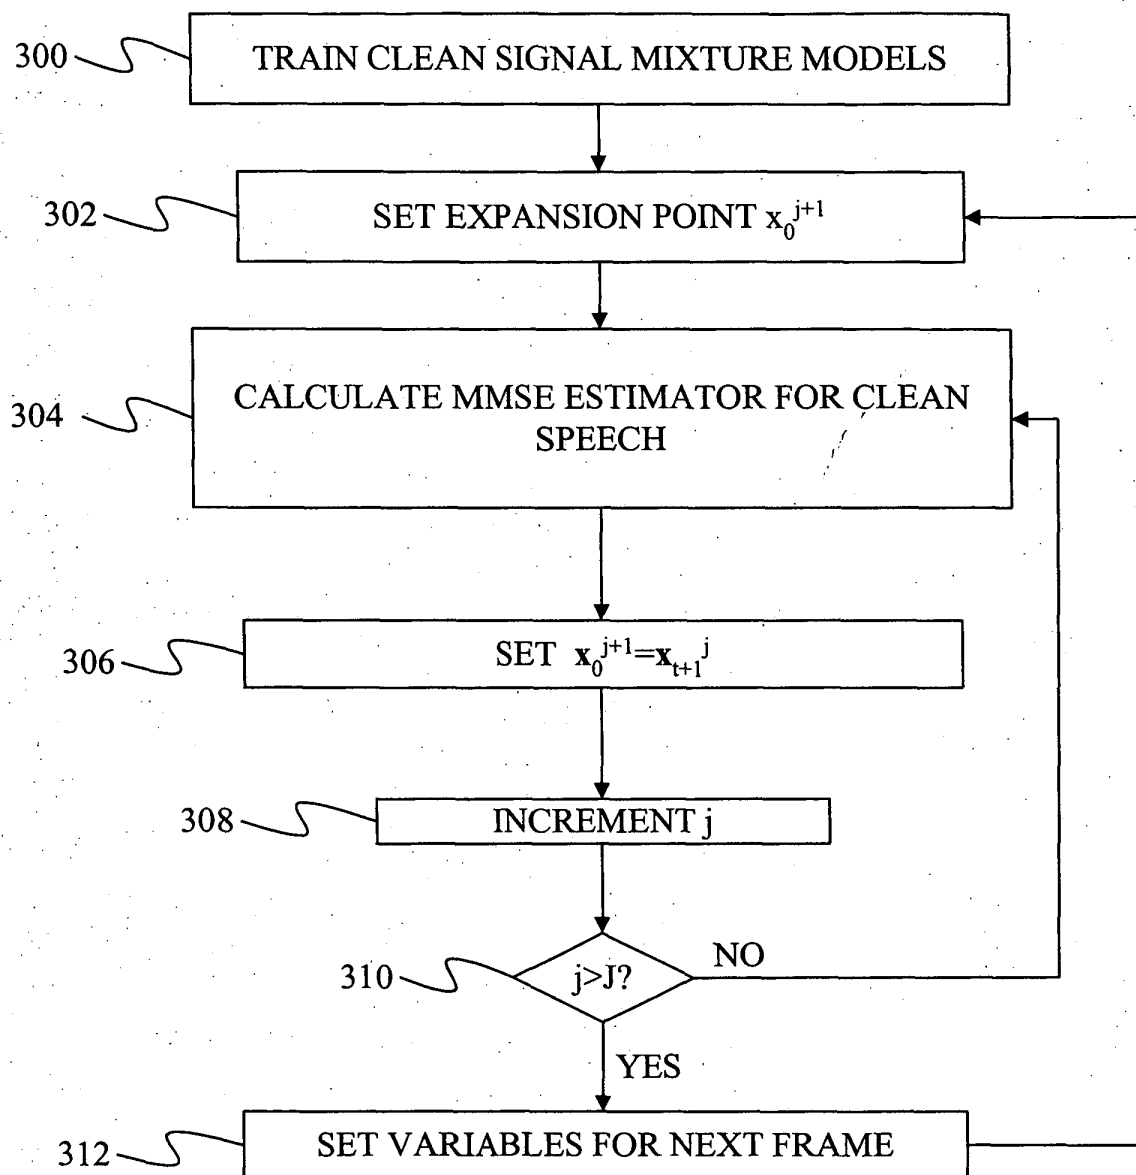 300
TRAIN CLEAN SIGNAL MIXTURE MODELS
302
SET EXPANSION POINT x₀ʲ⁺¹
304
CALCULATE MMSE ESTIMATOR FOR CLEAN
SPEECH
306
SET x₀ʲ⁺¹=xₜ₊₁ʲ
308
INCREMENT j
310
j>J?
NO
YES
312
SET VARIABLES FOR NEXT FRAME